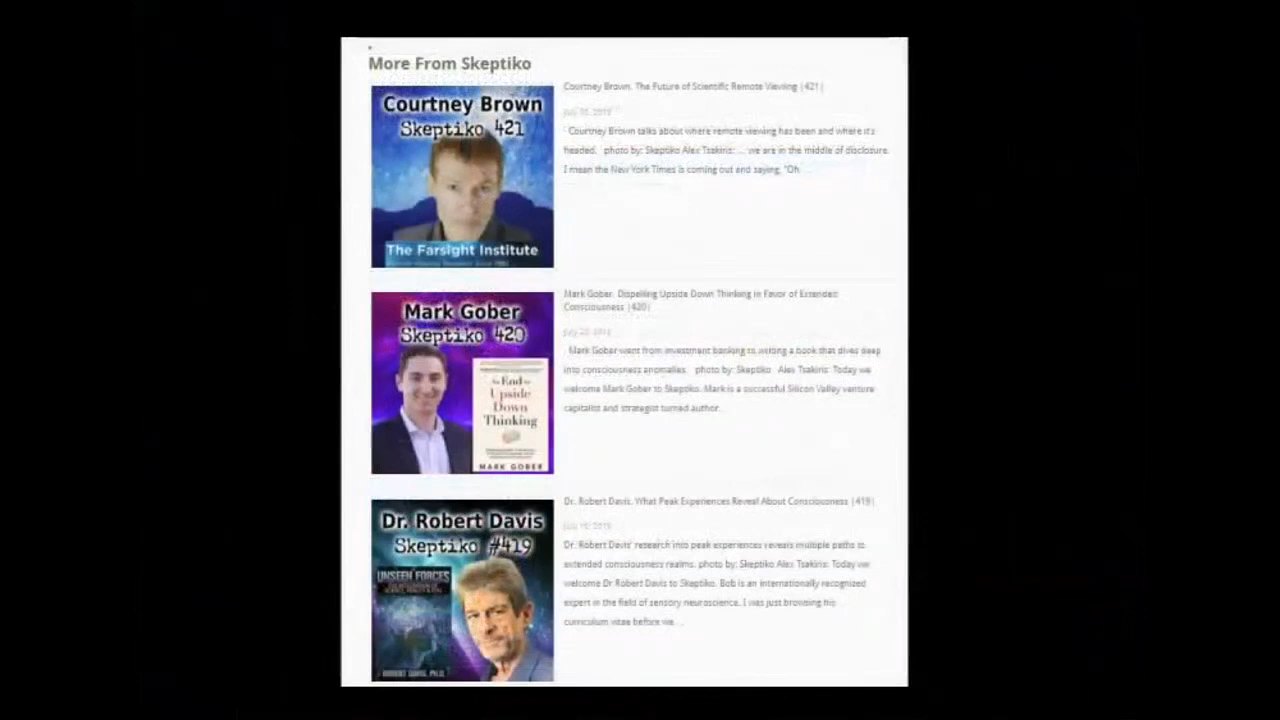 More From Skeptiko
Courtney Brown
Skeptiko 421
The Farsight Institute
Courtney Brown, The Future of Scientific Remote Viewing |421|
Courtney Brown talks about where remote viewing has been and where it's
headed. photo by: Skeptiko Alex Tsakiris: ... we are in the middle of disclosure.
I mean the New York Times is coming out and saying, "Oh ...
Mark Gober
Skeptiko 420
An End to
Upside
Down
Thinking
MARK GOBER
Mark Gober, Dispelling Upside Down Thinking in Favor of Extended
Consciousness |420|
Mark Gober went from investment banking to writing a book that dives deep
into consciousness anomalies. photo by: Skeptiko Alex Tsakiris: Today we
welcome Mark Gober to Skeptiko. Mark is a successful Silicon Valley venture
capitalist and strategist turned author.
Dr. Robert Davis
Skeptiko #419
UNSEEN FORCES
ROBERT DAVIS, PH.D.
Dr. Robert Davis, What Peak Experiences Reveal About Consciousness |419|
Dr. Robert Davis' research into peak experiences reveals multiple paths to
extended consciousness realms. photo by: Skeptiko Alex Tsakiris: Today we
welcome Dr Robert Davis to Skeptiko. Bob is an internationally recognized
expert in the field of sensory neuroscience. I was just browsing his
curriculum vitae before we ...